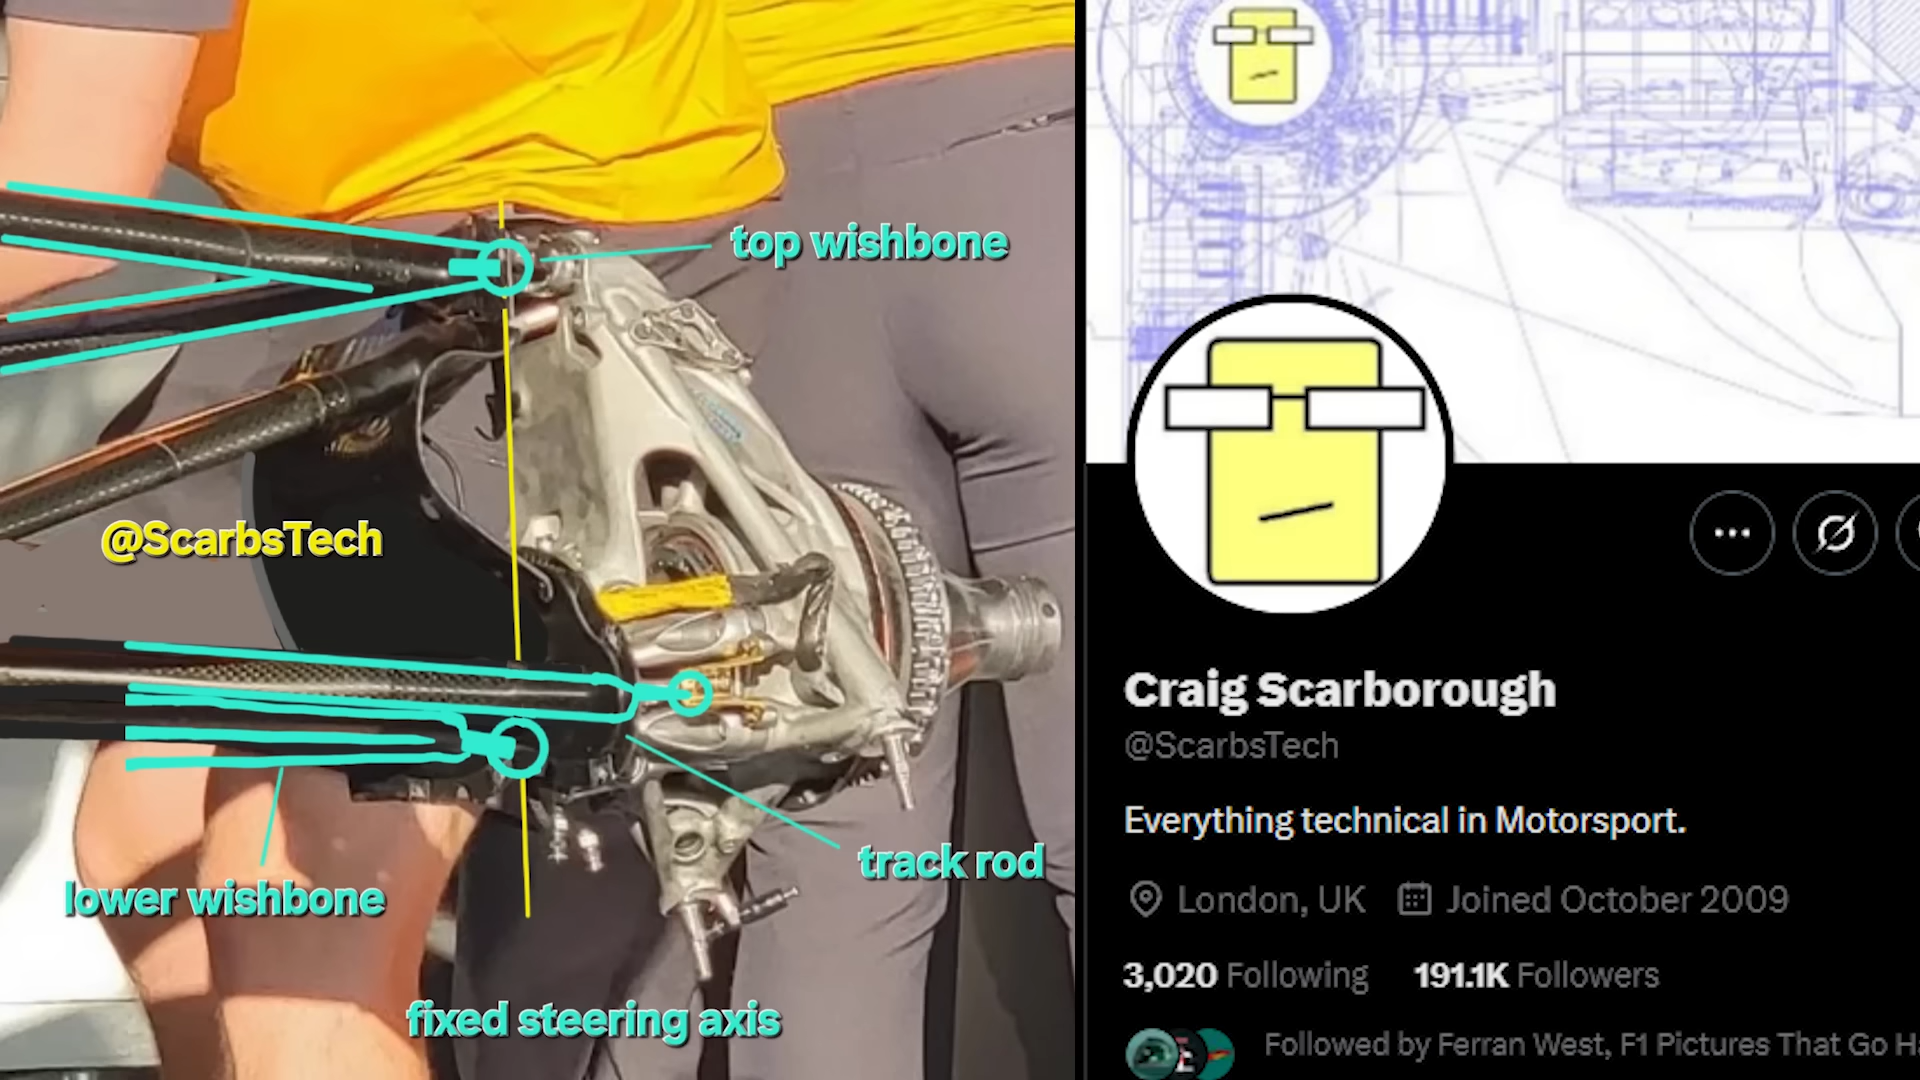 top wishbone
@ScarbsTech
track rod
lower wishbone
fixed steering axis
Craig Scarborough
@ScarbsTech
Everything technical in Motorsport.
London, UK Joined October 2009
3,020 Following 191.1K Followers
Followed by Ferran West, F1 Pictures That Go